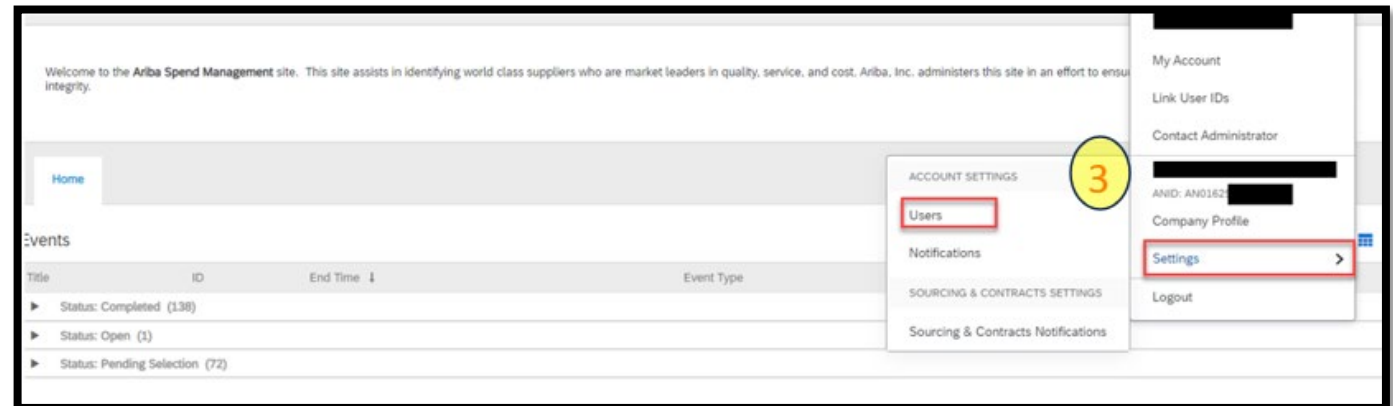 Welcome to the Ariba Spend Management site. This site assists in identifying world class suppliers who are market leaders in quality, service, and cost. Ariba, Inc. administers this site in an effort to ensu
integrity.
My Account
Link User IDs
Contact Administrator
Home
ACCOUNT SETTINGS
3
ANID: AN01625
Users
Company Profile
Events
Notifications
Settings
Title ID End Time ↓ Event Type
SOURCING & CONTRACTS SETTINGS
Logout
► Status: Completed (138)
► Status: Open (1)
Sourcing & Contracts Notifications
► Status: Pending Selection (72)